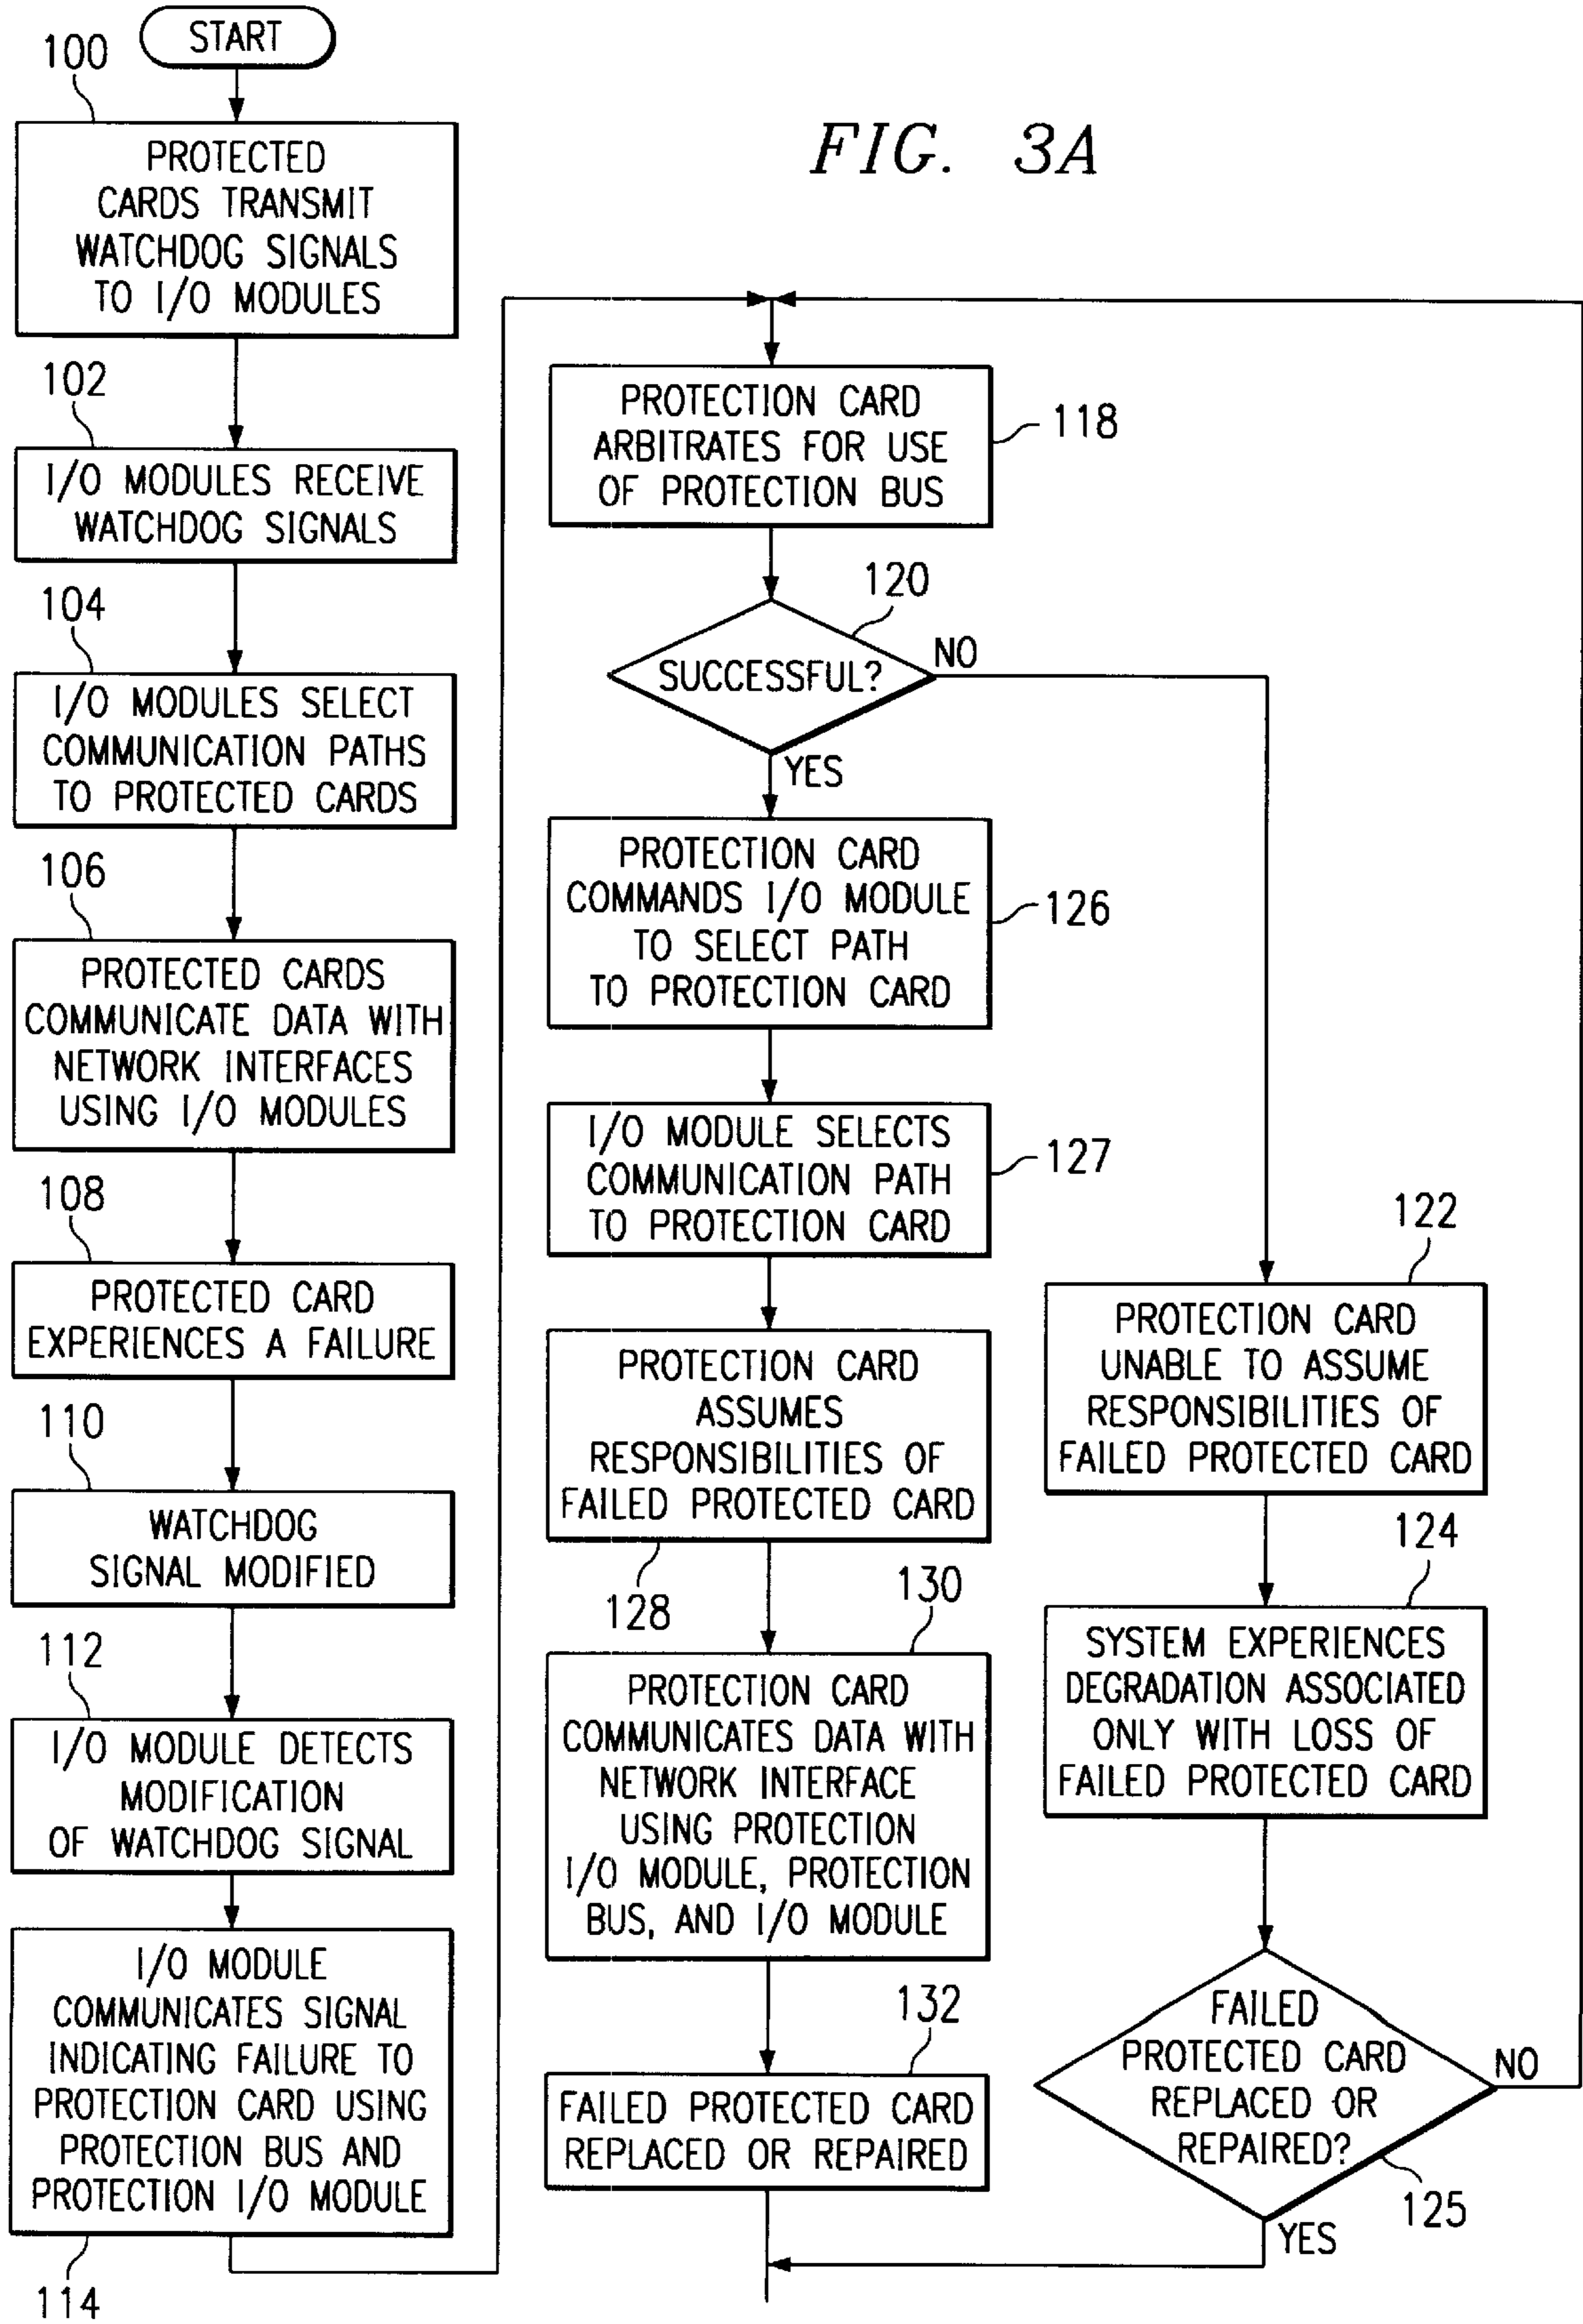 START
100
PROTECTED
CARDS TRANSMIT
WATCHDOG SIGNALS
TO I/O MODULES
102
I/O MODULES RECEIVE
WATCHDOG SIGNALS
104
I/O MODULES SELECT
COMMUNICATION PATHS
TO PROTECTED CARDS
106
PROTECTED CARDS
COMMUNICATE DATA WITH
NETWORK INTERFACES
USING I/O MODULES
108
PROTECTED CARD
EXPERIENCES A FAILURE
110
WATCHDOG
SIGNAL MODIFIED
112
I/O MODULE DETECTS
MODIFICATION
OF WATCHDOG SIGNAL
I/O MODULE
COMMUNICATES SIGNAL
INDICATING FAILURE TO
PROTECTION CARD USING
PROTECTION BUS AND
PROTECTION I/O MODULE
114
FIG. 3A
PROTECTION CARD
ARBITRATES FOR USE
OF PROTECTION BUS
118
120
SUCCESSFUL?
NO
YES
PROTECTION CARD
COMMANDS I/O MODULE
TO SELECT PATH
TO PROTECTION CARD
126
I/O MODULE SELECTS
COMMUNICATION PATH
TO PROTECTION CARD
127
PROTECTION CARD
ASSUMES
RESPONSIBILITIES OF
FAILED PROTECTED CARD
128
130
PROTECTION CARD
COMMUNICATES DATA WITH
NETWORK INTERFACE
USING PROTECTION
I/O MODULE, PROTECTION
BUS, AND I/O MODULE
132
FAILED PROTECTED CARD
REPLACED OR REPAIRED
122
PROTECTION CARD
UNABLE TO ASSUME
RESPONSIBILITIES OF
FAILED PROTECTED CARD
124
SYSTEM EXPERIENCES
DEGRADATION ASSOCIATED
ONLY WITH LOSS OF
FAILED PROTECTED CARD
FAILED
PROTECTED CARD
REPLACED OR
REPAIRED?
NO
125
YES